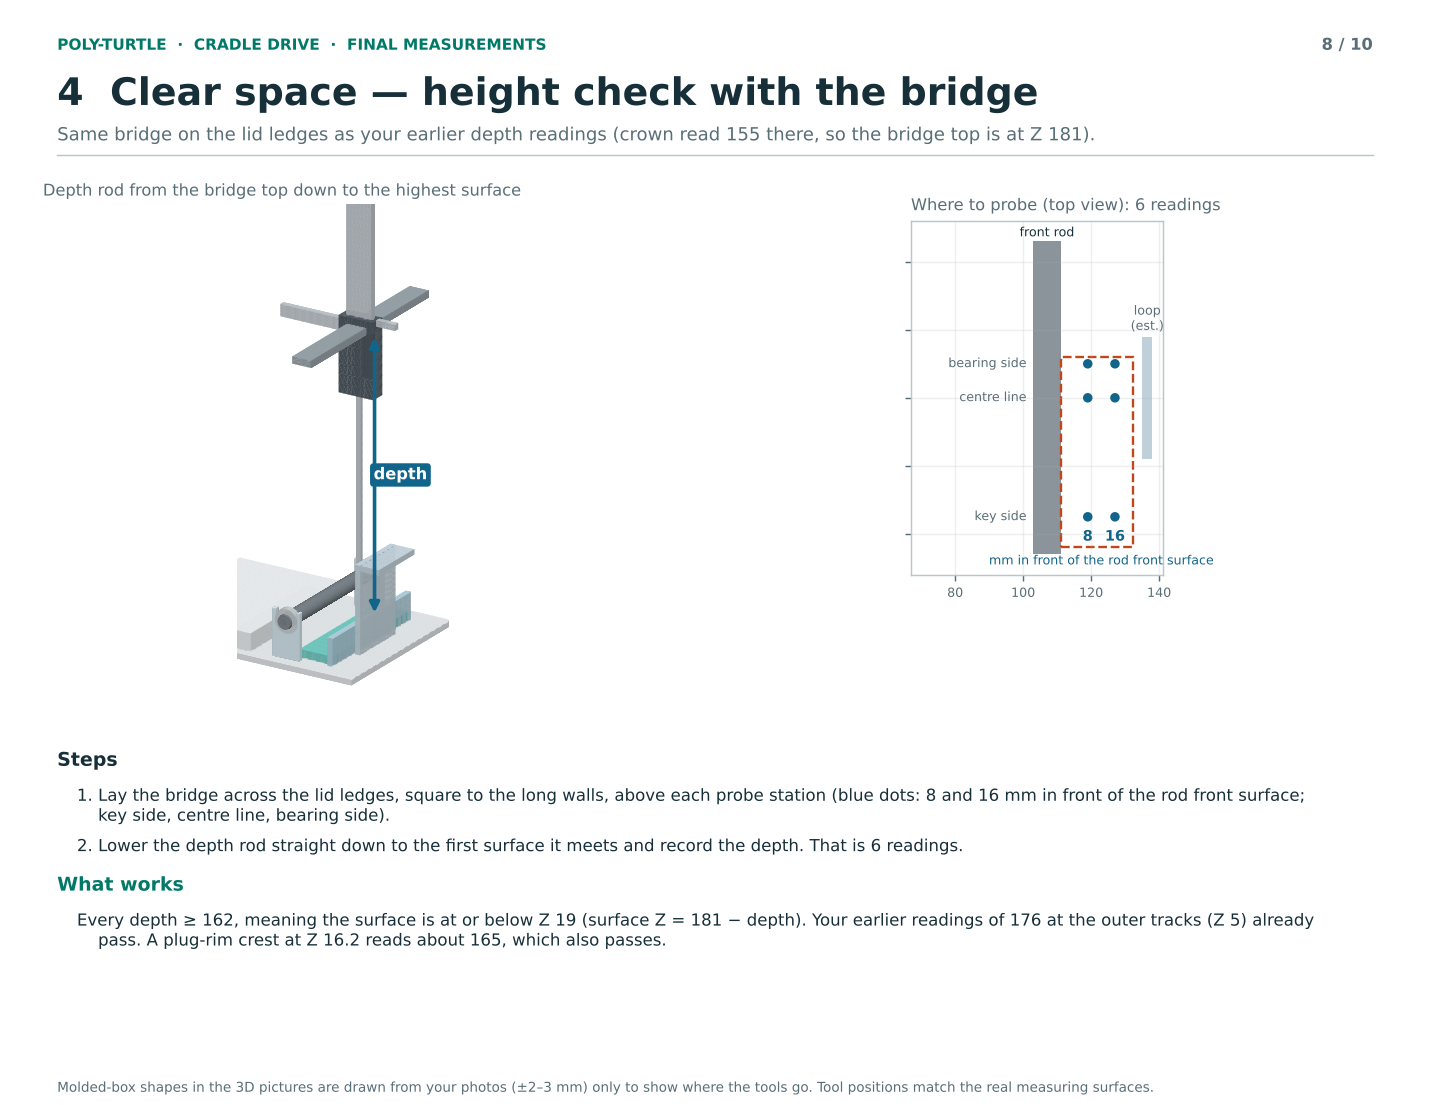 POLY-TURTLE · CRADLE DRIVE · FINAL MEASUREMENTS
8 / 10
4 Clear space — height check with the bridge
Same bridge on the lid ledges as your earlier depth readings (crown read 155 there, so the bridge top is at Z 181).
Depth rod from the bridge top down to the highest surface
depth
Where to probe (top view): 6 readings
front rod
loop
(est.)
bearing side
centre line
key side
8 16
mm in front of the rod front surface
80 100 120 140
Steps
1. Lay the bridge across the lid ledges, square to the long walls, above each probe station (blue dots: 8 and 16 mm in front of the rod front surface;
key side, centre line, bearing side).
2. Lower the depth rod straight down to the first surface it meets and record the depth. That is 6 readings.
What works
Every depth ≥ 162, meaning the surface is at or below Z 19 (surface Z = 181 − depth). Your earlier readings of 176 at the outer tracks (Z 5) already
pass. A plug-rim crest at Z 16.2 reads about 165, which also passes.
Molded-box shapes in the 3D pictures are drawn from your photos (±2–3 mm) only to show where the tools go. Tool positions match the real measuring surfaces.